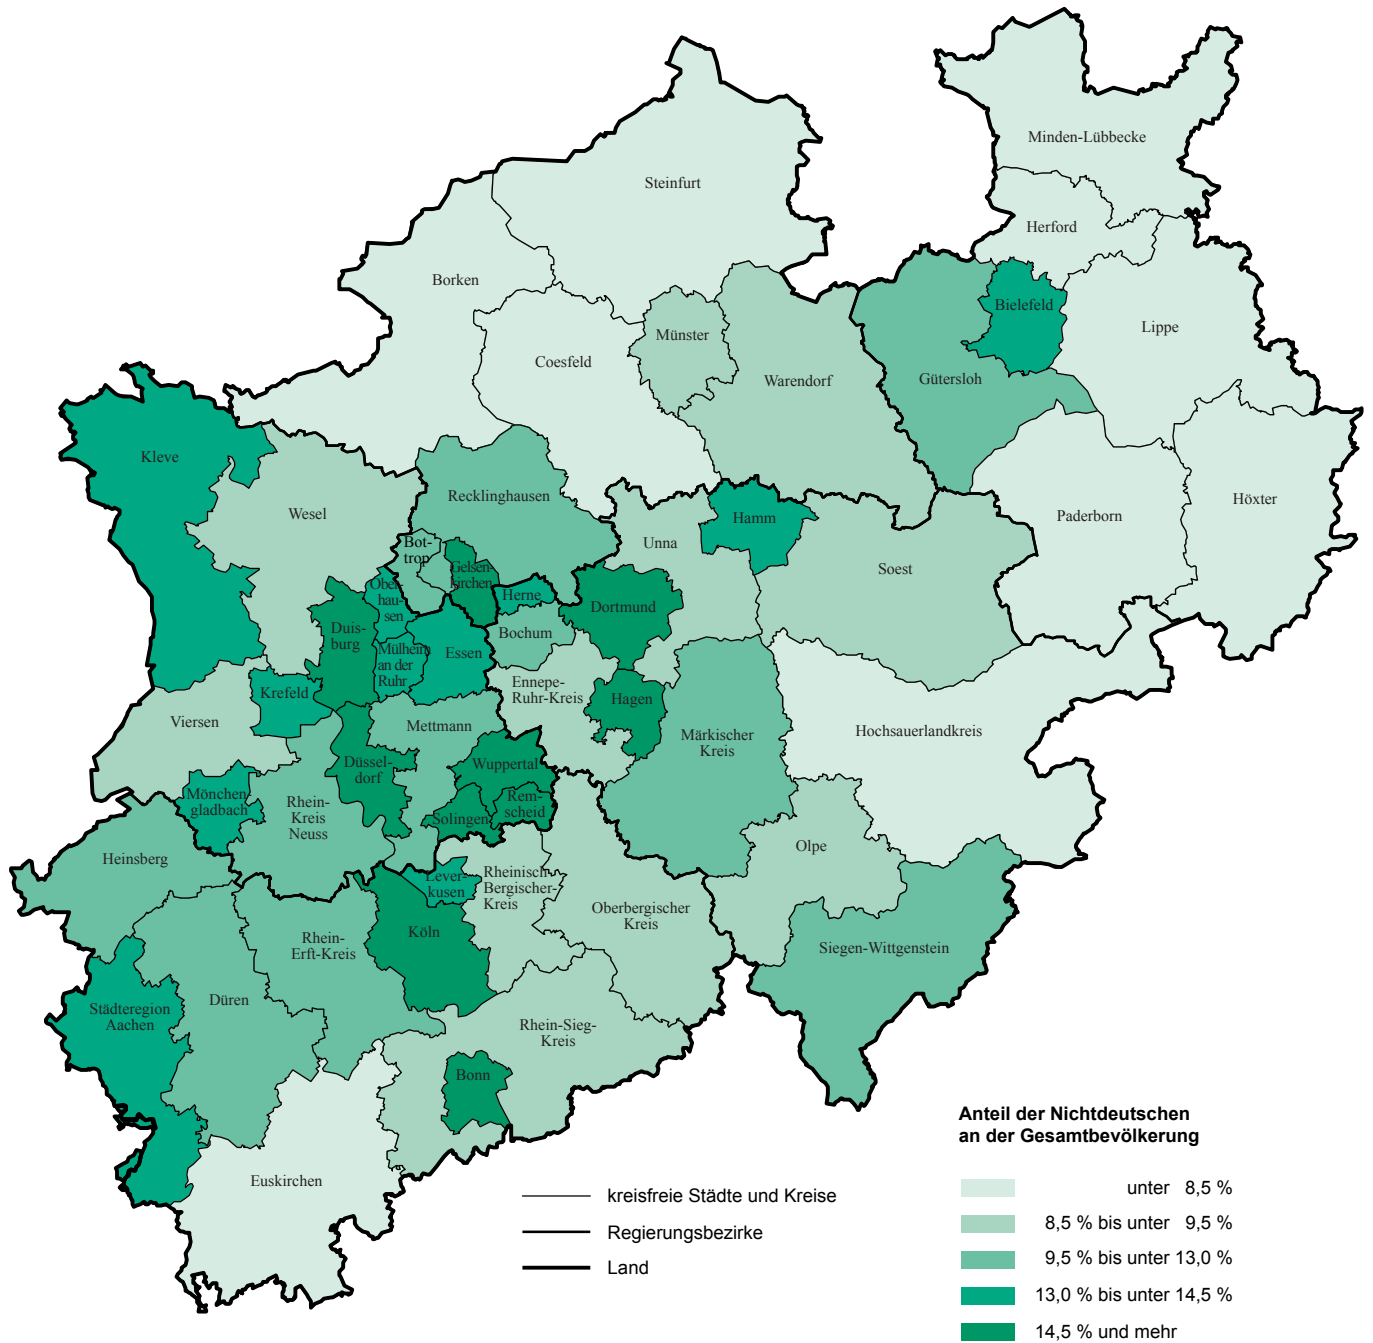 Minden-Lübbecke
Steinfurt
Herford
Borken
Bielefeld
Lippe
Münster
Coesfeld
Warendorf
Gütersloh
Kleve
Recklinghausen
Höxter
Wesel
Hamm
Paderborn
Unna
Bot-
trop
Soest
Gelsen-
kirchen
Ober-
hau-
sen
Herne
Dortmund
Duis-
burg
Bochum
Mülheim
an der
Ruhr
Essen
Ennepe-
Ruhr-Kreis
Krefeld
Hagen
Viersen
Mettmann
Märkischer
Kreis
Hochsauerlandkreis
Düssel-
dorf
Wuppertal
Mönchen-
gladbach
Rhein-
Kreis
Neuss
Rem-
scheid
Solingen
Olpe
Heinsberg
Lever-
kusen
Rheinisch-
Bergischer-
Kreis
Oberbergischer
Kreis
Köln
Rhein-
Erft-Kreis
Siegen-Wittgenstein
Düren
Städteregion
Aachen
Rhein-Sieg-
Kreis
Bonn
Euskirchen
kreisfreie Städte und Kreise
Regierungsbezirke
Land
Anteil der Nichtdeutschen
an der Gesamtbevölkerung
unter 8,5 %
8,5 % bis unter 9,5 %
9,5 % bis unter 13,0 %
13,0 % bis unter 14,5 %
14,5 % und mehr